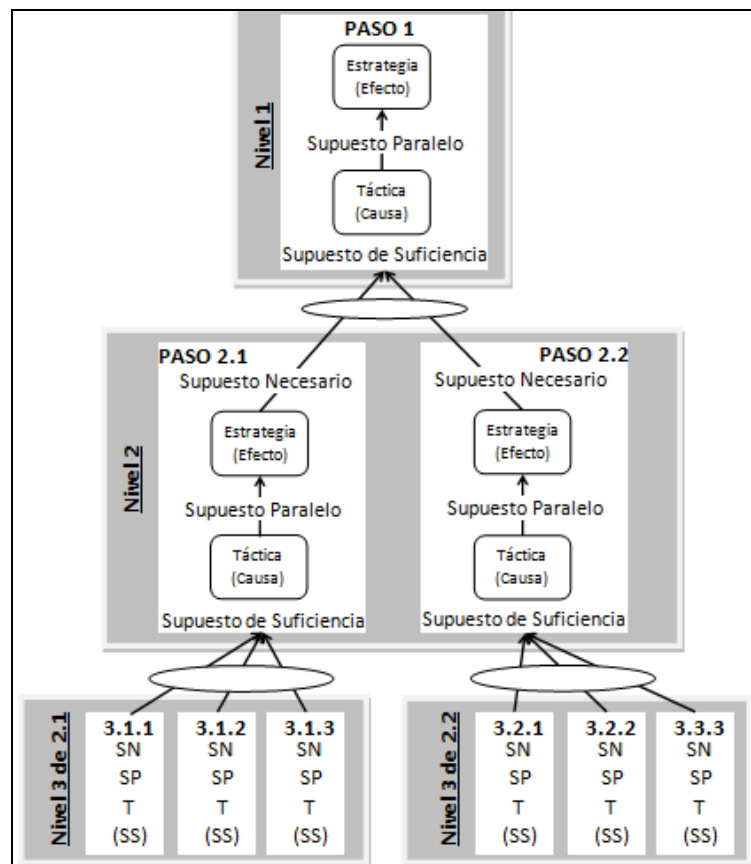 PASO 1
Nivel 1
Estrategia
(Efecto)
Supuesto Paralelo
Táctica
(Causa)
Supuesto de Suficiencia
Nivel 2
PASO 2.1
Supuesto Necesario
Estrategia
(Efecto)
Supuesto Paralelo
Táctica
(Causa)
Supuesto de Suficiencia
PASO 2.2
Supuesto Necesario
Estrategia
(Efecto)
Supuesto Paralelo
Táctica
(Causa)
Supuesto de Suficiencia
Nivel 3 de 2.1
3.1.1
SN
SP
T
(SS)
3.1.2
SN
SP
T
(SS)
3.1.3
SN
SP
T
(SS)
Nivel 3 de 2.2
3.2.1
SN
SP
T
(SS)
3.2.2
SN
SP
T
(SS)
3.3.3
SN
SP
T
(SS)